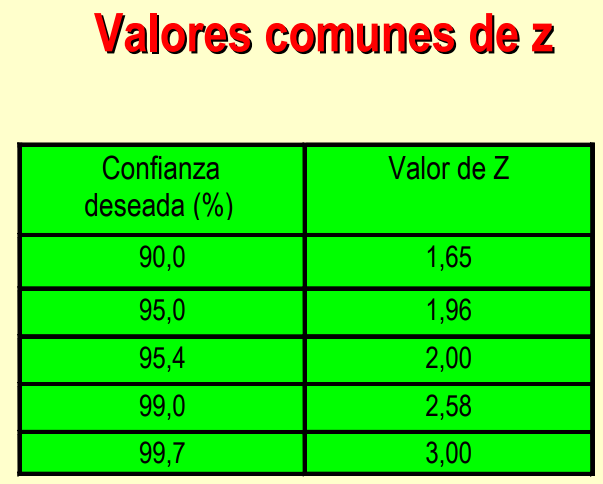 Valores comunes de z
Confianza
deseada (%)
Valor de Z
90,0 1,65
95,0 1,96
95,4 2,00
99,0 2,58
99,7 3,00